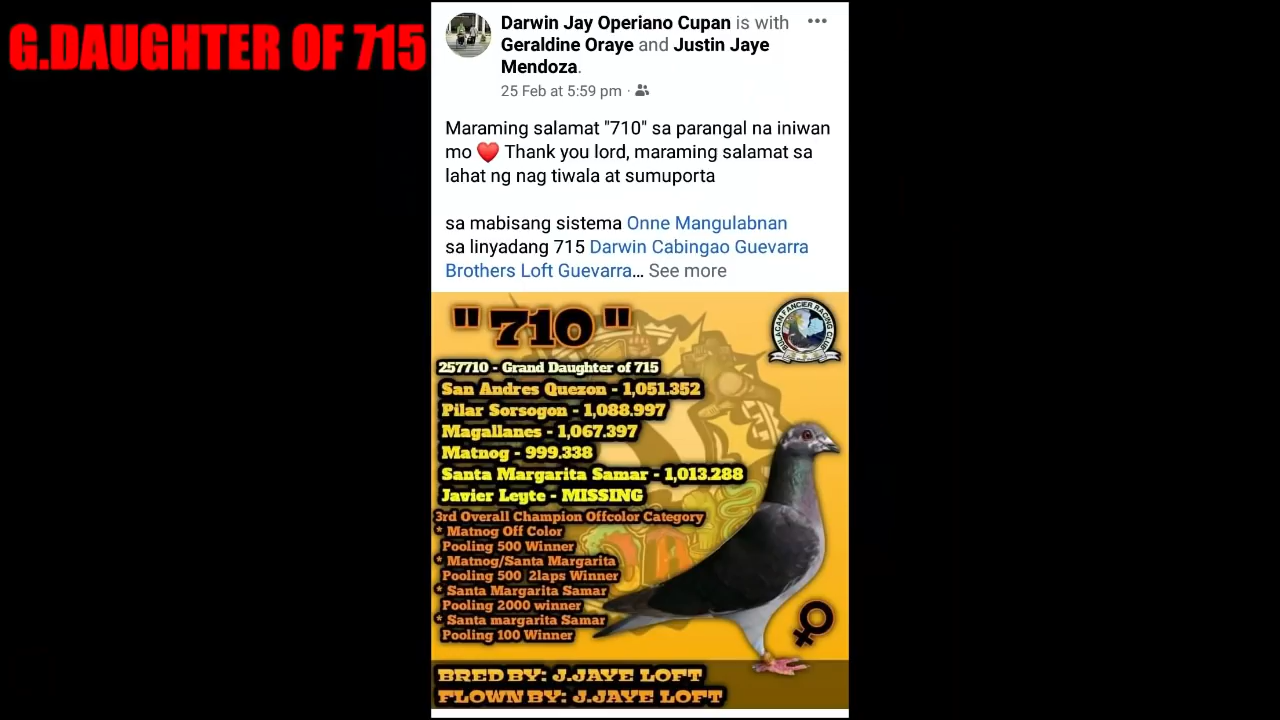 G.DAUGHTER OF 715
Darwin Jay Operiano Cupan is with
Geraldine Oraye and Justin Jaye
Mendoza.
25 Feb at 5:59 pm ·
Maraming salamat "710" sa parangal na iniwan
mo ❤️ Thank you lord, maraming salamat sa
lahat ng nag tiwala at sumuporta
sa mabisang sistema Onne Mangulabnan
sa linyadang 715 Darwin Cabingao Guevarra
Brothers Loft Guevarra... See more
"710"
BULACAN FANCIER RACING CLUB
257710 - Grand Daughter of 715
San Andres Quezon - 1,051.352
Pilar Sorsogon - 1,088.997
Magallanes - 1,067.397
Matnog - 999.338
Santa Margarita Samar - 1,013.288
Javier Leyte - MISSING
3rd Overall Champion Offcolor Category
* Matnog Off Color
Pooling 500 Winner
* Matnog/Santa Margarita
Pooling 500 2laps Winner
* Santa Margarita Samar
Pooling 2000 winner
* Santa margarita Samar
Pooling 100 Winner
BRED BY: J.JAYE LOFT
FLOWN BY: J.JAYE LOFT